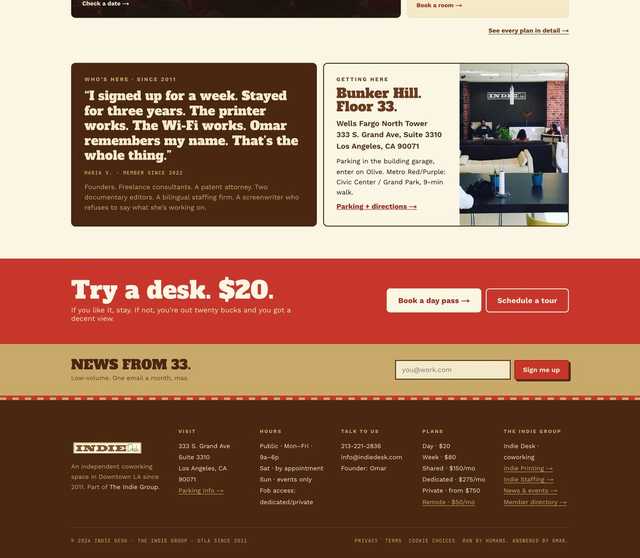 Check a date →
Book a room →
See every plan in detail →
WHO'S HERE · SINCE 2011
“I signed up for a week. Stayed
for three years. The printer
works. The Wi-Fi works. Omar
remembers my name. That's the
whole thing.”
MARIA V. · MEMBER SINCE 2022
Founders. Freelance consultants. A patent attorney. Two
documentary editors. A bilingual staffing firm. A screenwriter who
refuses to say what she's working on.
GETTING HERE
Bunker Hill.
Floor 33.
Wells Fargo North Tower
333 S. Grand Ave, Suite 3310
Los Angeles, CA 90071
Parking in the building garage,
enter on Olive. Metro Red/Purple:
Civic Center / Grand Park, 9-min
walk.
Parking + directions →
INDIE
Try a desk. $20.
If you like it, stay. If not, you're out twenty bucks and you got a
decent view.
Book a day pass →
Schedule a tour
NEWS FROM 33.
Low-volume. One email a month, max.
you@work.com
Sign me up
INDIE
An independent coworking
space in Downtown LA since
2011. Part of The Indie Group.
VISIT
333 S. Grand Ave
Suite 3310
Los Angeles, CA
90071
Parking info →
HOURS
Public · Mon–Fri ·
9a–6p
Sat · by appointment
Sun · events only
Fob access:
dedicated/private
TALK TO US
213-221-2836
info@indiedesk.com
Founder: Omar
PLANS
Day · $20
Week · $80
Shared · $150/mo
Dedicated · $275/mo
Private · from $750
Remote · $50/mo
THE INDIE GROUP
Indie Desk ·
coworking
Indie Printing →
Indie Staffing →
News & events →
Member directory →
© 2026 INDIE DESK · THE INDIE GROUP · DTLA SINCE 2011
PRIVACY · TERMS · COOKIE CHOICES · RAN BY HUMANS. ANSWERED BY OMAR.